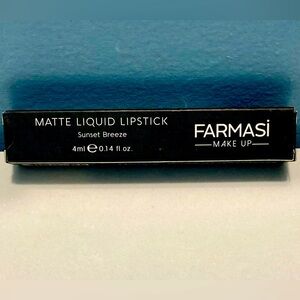 MATTE LIQUID LIPSTICK
Sunset Breeze
4ml ℮ 0.14 fl oz.
FARMASi
MAKE UP